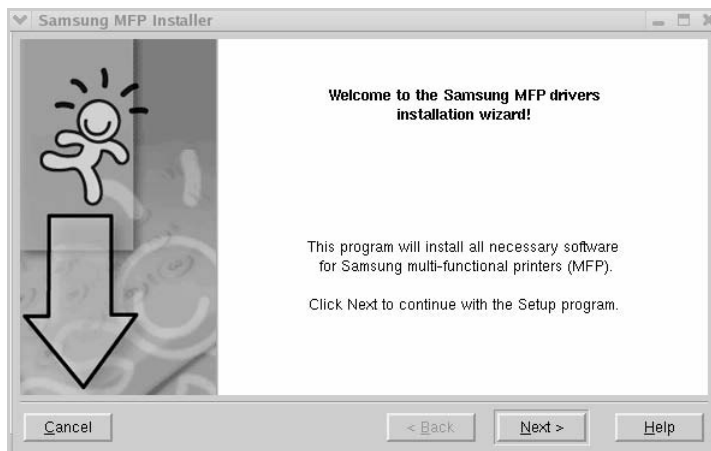 Samsung MFP Installer
Welcome to the Samsung MFP drivers
installation wizard!
This program will install all necessary software
for Samsung multi-functional printers (MFP).
Click Next to continue with the Setup program.
Cancel
< Back
Next >
Help